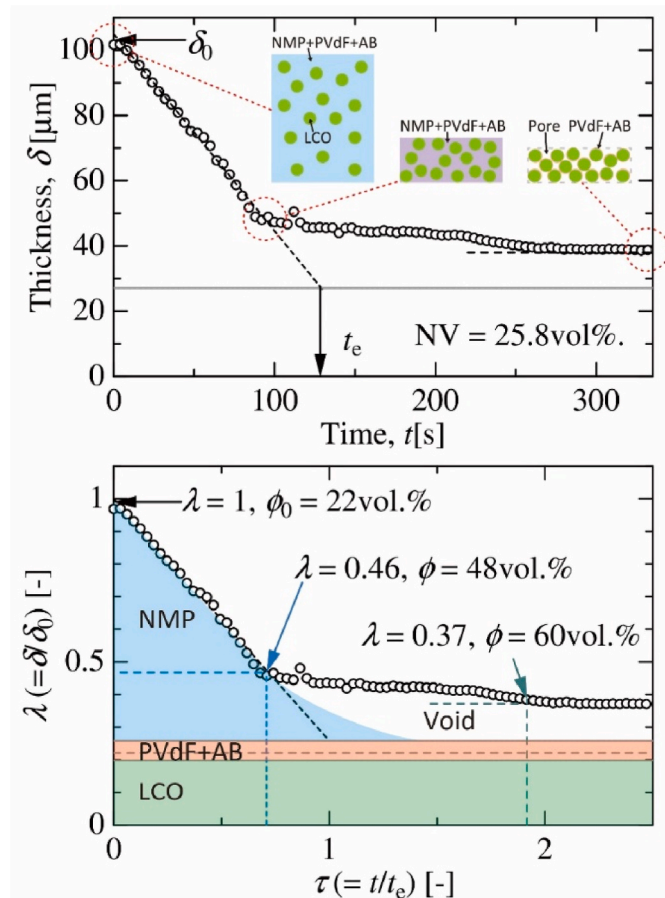 100
80
60
40
20
0
Thickness, δ [μm]
δ₀
NMP+PVdF+AB
LCO
NMP+PVdF+AB
Pore PVdF+AB
tₑ
NV = 25.8vol%.
0 100 200 300
Time, t[s]
1
0.5
0
λ (=δ/δ₀) [-]
λ = 1, ϕ₀ = 22vol.%
λ = 0.46, ϕ = 48vol.%
λ = 0.37, ϕ = 60vol.%
NMP
Void
PVdF+AB
LCO
0 1 2
τ (= t/tₑ) [-]